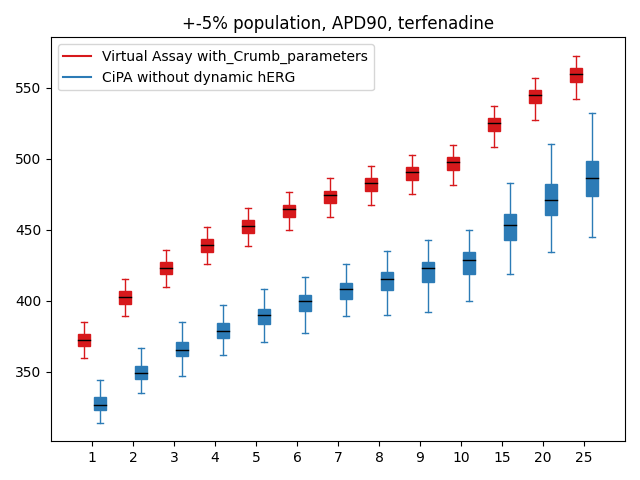 +-5% population, APD90, terfenadine
Virtual Assay with_Crumb_parameters
CiPA without dynamic hERG
550
500
450
400
350
1 2 3 4 5 6 7 8 9 10 15 20 25